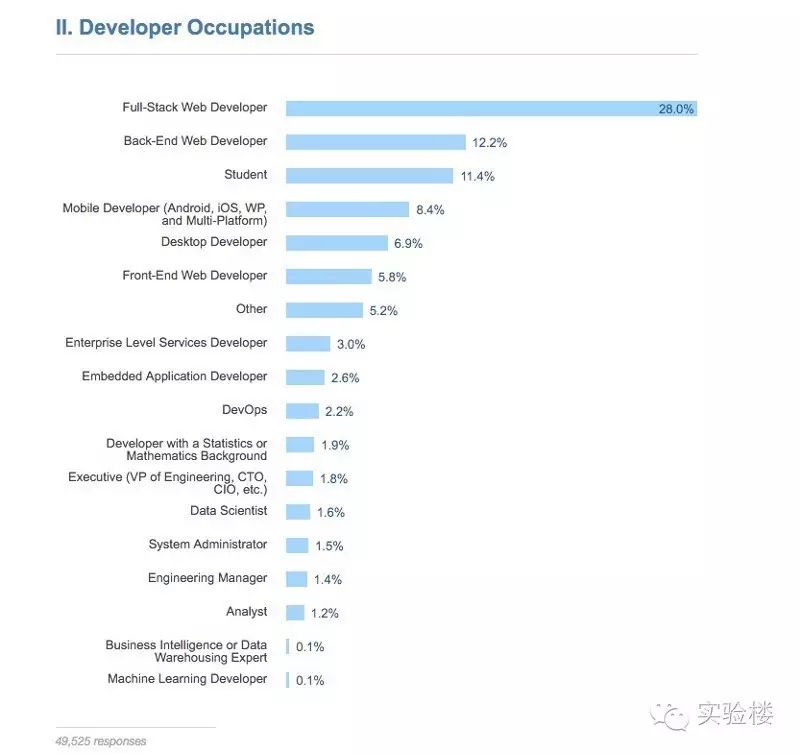 II. Developer Occupations
Full-Stack Web Developer 28.0%
Back-End Web Developer 12.2%
Student 11.4%
Mobile Developer (Android, iOS, WP,
and Multi-Platform) 8.4%
Desktop Developer 6.9%
Front-End Web Developer 5.8%
Other 5.2%
Enterprise Level Services Developer 3.0%
Embedded Application Developer 2.6%
DevOps 2.2%
Developer with a Statistics or
Mathematics Background 1.9%
Executive (VP of Engineering, CTO,
CIO, etc.) 1.8%
Data Scientist 1.6%
System Administrator 1.5%
Engineering Manager 1.4%
Analyst 1.2%
Business Intelligence or Data
Warehousing Expert 0.1%
Machine Learning Developer 0.1%
49,525 responses
实验楼